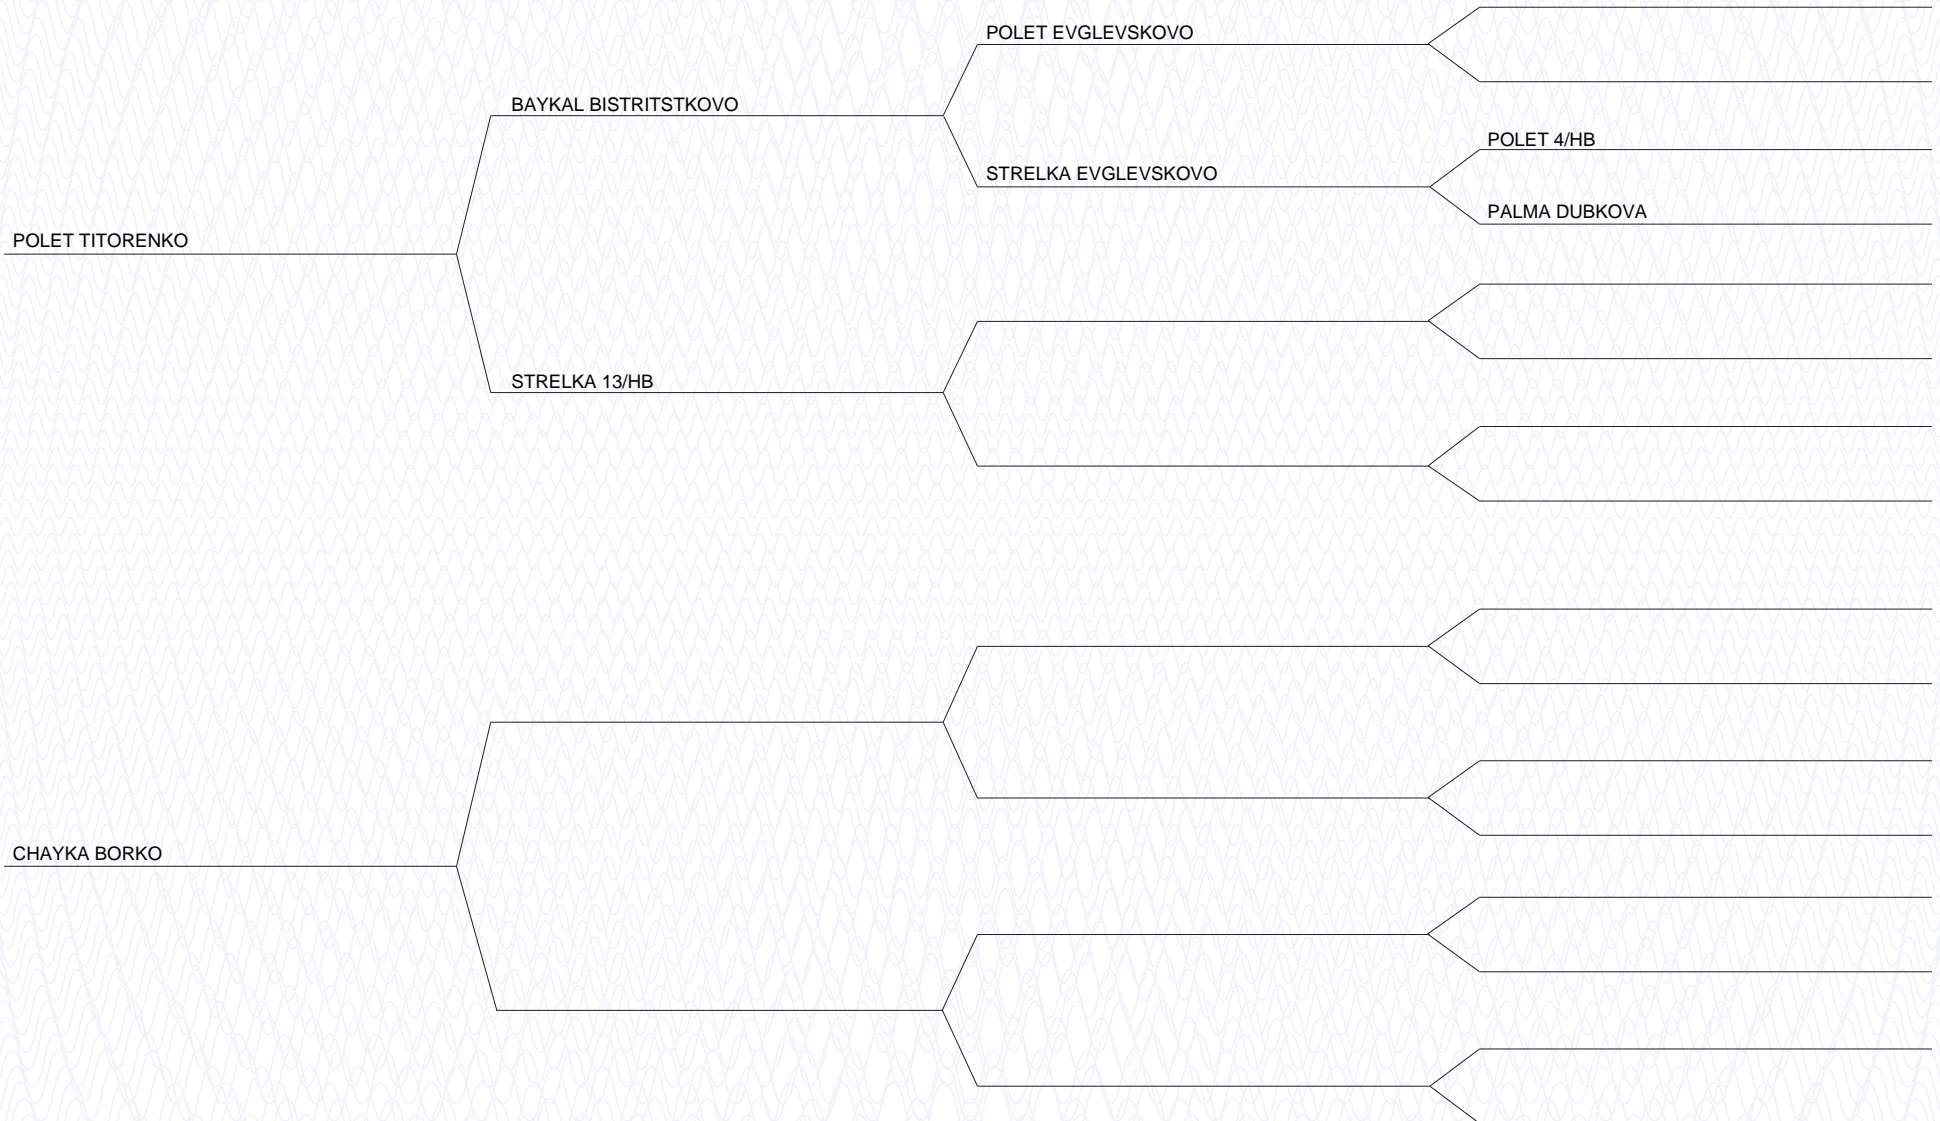 POLET EVGLEVSKOVO
BAYKAL BISTRITSTKOVO
POLET 4/HB
STRELKA EVGLEVSKOVO
PALMA DUBKOVA
POLET TITORENKO
STRELKA 13/HB
CHAYKA BORKO